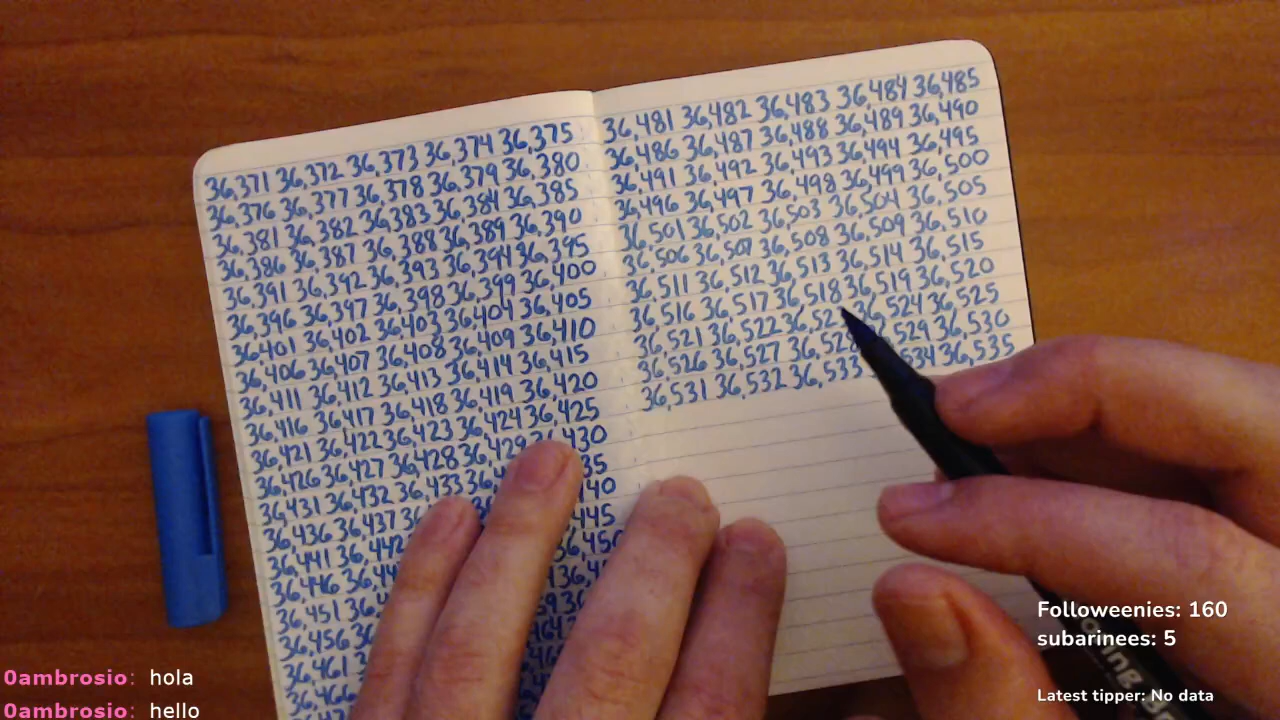 36,371 36,372 36,373 36,374 36,375
36,376 36,377 36,378 36,379 36,380
36,381 36,382 36,383 36,384 36,385
36,386 36,387 36,388 36,389 36,390
36,391 36,392 36,393 36,394 36,395
36,396 36,397 36,398 36,399 36,400
36,401 36,402 36,403 36,404 36,405
36,406 36,407 36,408 36,409 36,410
36,411 36,412 36,413 36,414 36,415
36,416 36,417 36,418 36,419 36,420
36,421 36,422 36,423 36,424 36,425
36,426 36,427 36,428 36,429 36,430
36,431 36,432 36,433
36,436 36,437
36,441
36,446
36,451
36,456
36,461
36,481 36,482 36,483 36,484 36,485
36,486 36,487 36,488 36,489 36,490
36,491 36,492 36,493 36,494 36,495
36,496 36,497 36,498 36,499 36,500
36,501 36,502 36,503 36,504 36,505
36,506 36,507 36,508 36,509 36,510
36,511 36,512 36,513 36,514 36,515
36,516 36,517 36,518 36,519 36,520
36,521 36,522 36,524 36,525
36,526 36,527 36,528 36,529 36,530
36,531 36,532 36,533 36,535
Followeenies: 160
subarinees: 5
Latest tipper: No data
0ambrosio: hola
0ambrosio: hello